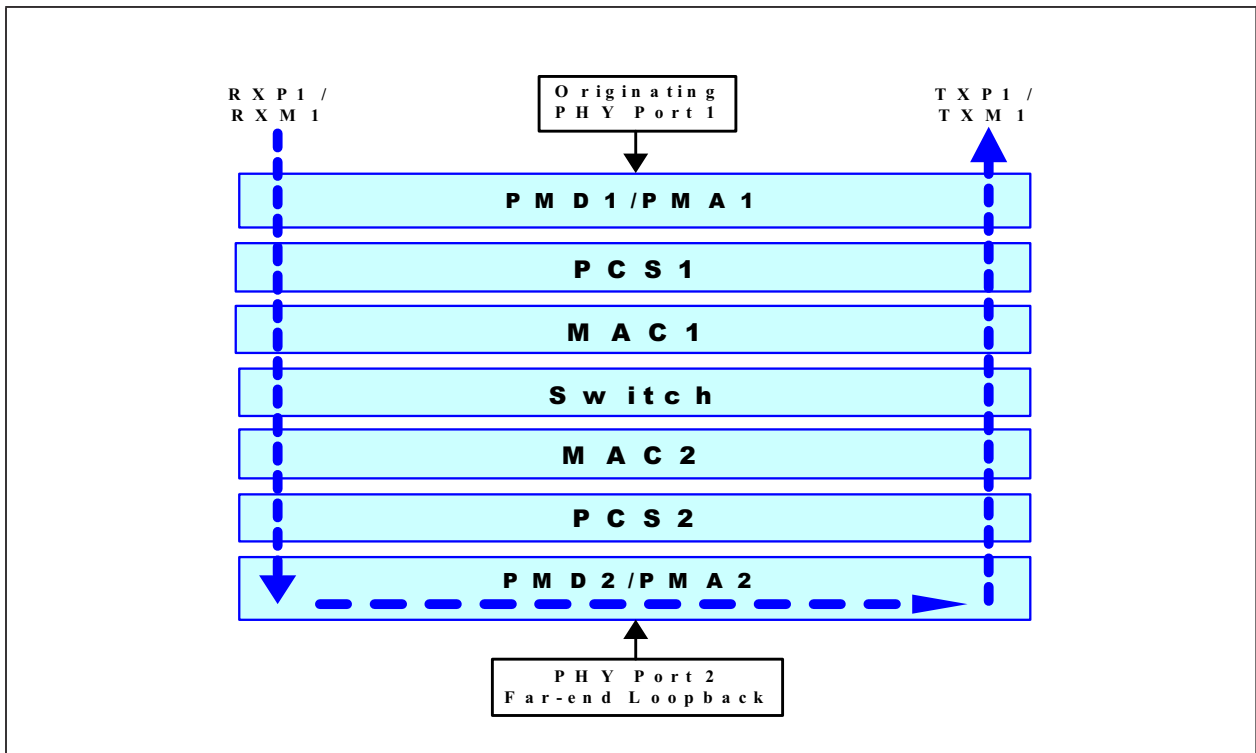 RXP1 /
RXM1
Originating
PHY Port 1
TXP1/
TXM1
PMD1/PMA1
PCS1
MAC1
Switch
MAC2
PCS2
PMD2/PMA2
PHY Port 2
Far-end Loopback